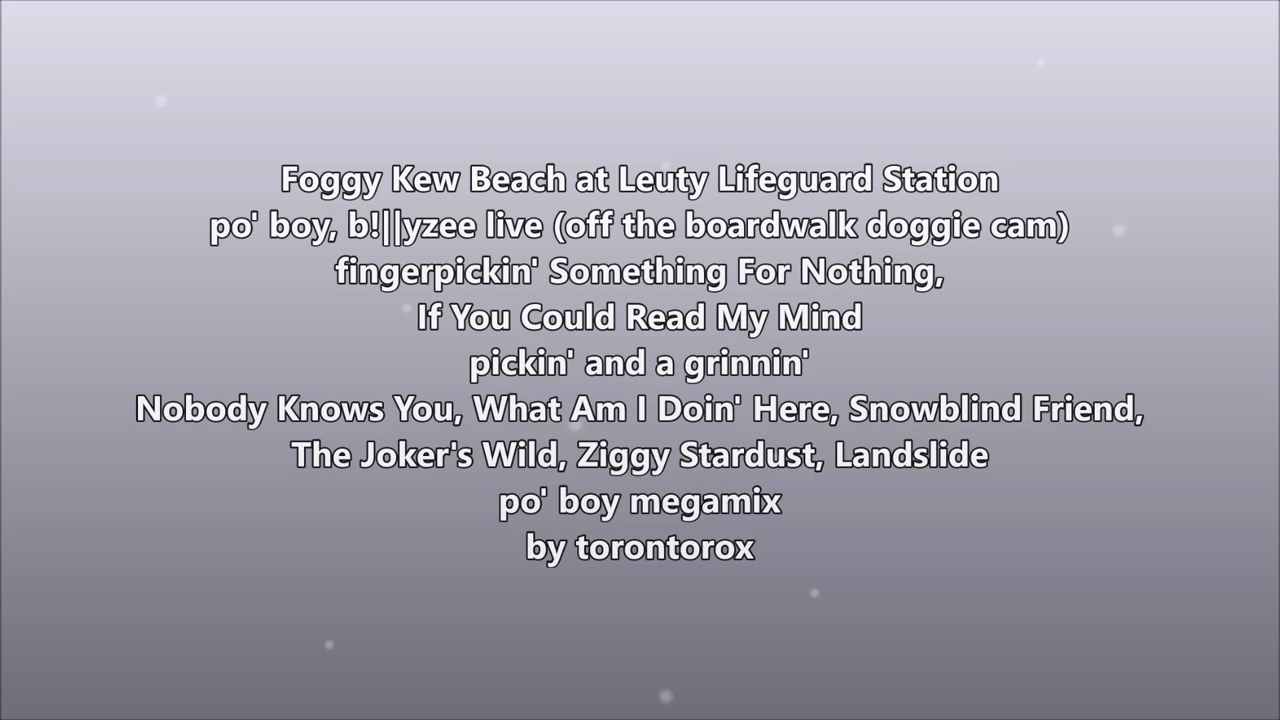 Foggy Kew Beach at Leuty Lifeguard Station
po' boy, b!||yzee live (off the boardwalk doggie cam)
fingerpickin' Something For Nothing,
If You Could Read My Mind
pickin' and a grinnin'
Nobody Knows You, What Am I Doin' Here, Snowblind Friend,
The Joker's Wild, Ziggy Stardust, Landslide
po' boy megamix
by torontorox